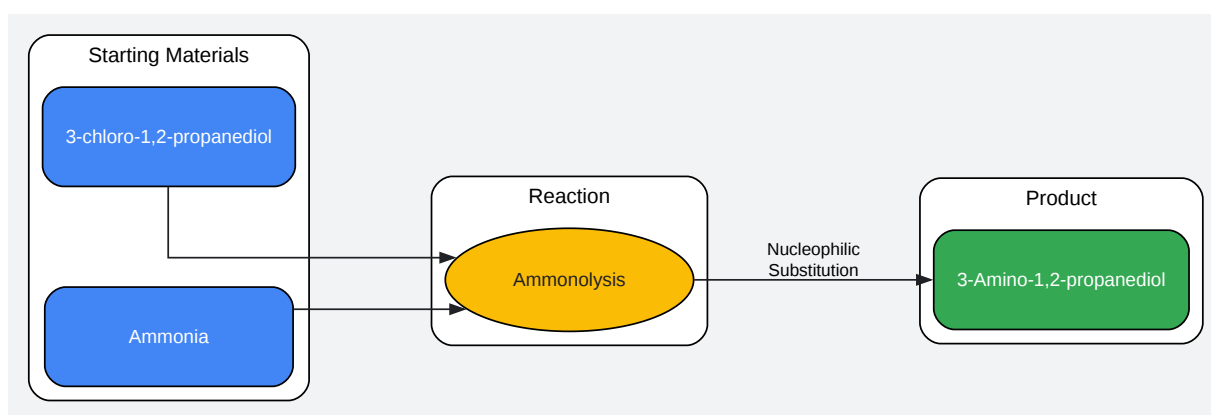 Starting Materials
3-chloro-1,2-propanediol
Ammonia
Reaction
Ammonolysis
Nucleophilic
Substitution
Product
3-Amino-1,2-propanediol